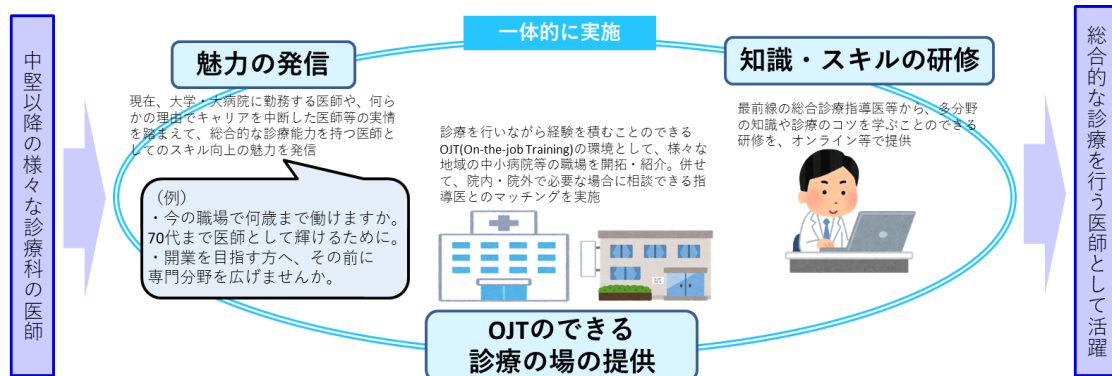 中堅以降の様々な診療科の医師
一体的に実施
魅力の発信
現在、大学・大病院に勤務する医師や、何ら
かの理由でキャリアを中断した医師等の実情
を踏まえて、総合的な診療能力を持つ医師と
してのスキル向上の魅力を発信
（例）
・今の職場で何歳まで働けますか。
70代まで医師として輝けるために。
・開業を目指す方へ、その前に
専門分野を広げませんか。
診療を行いながら経験を積むことのできる
OJT(On-the-job Training)の環境として、様々な
地域の中小病院等の職場を開拓・紹介。併せ
て、院内・院外で必要な場合に相談できる指
導医とのマッチングを実施
OJTのできる
診療の場の提供
知識・スキルの研修
最前線の総合診療指導医等から、多分野
の知識や診療のコツを学ぶことのできる
研修を、オンライン等で提供
総合的な診療を行う医師として活躍